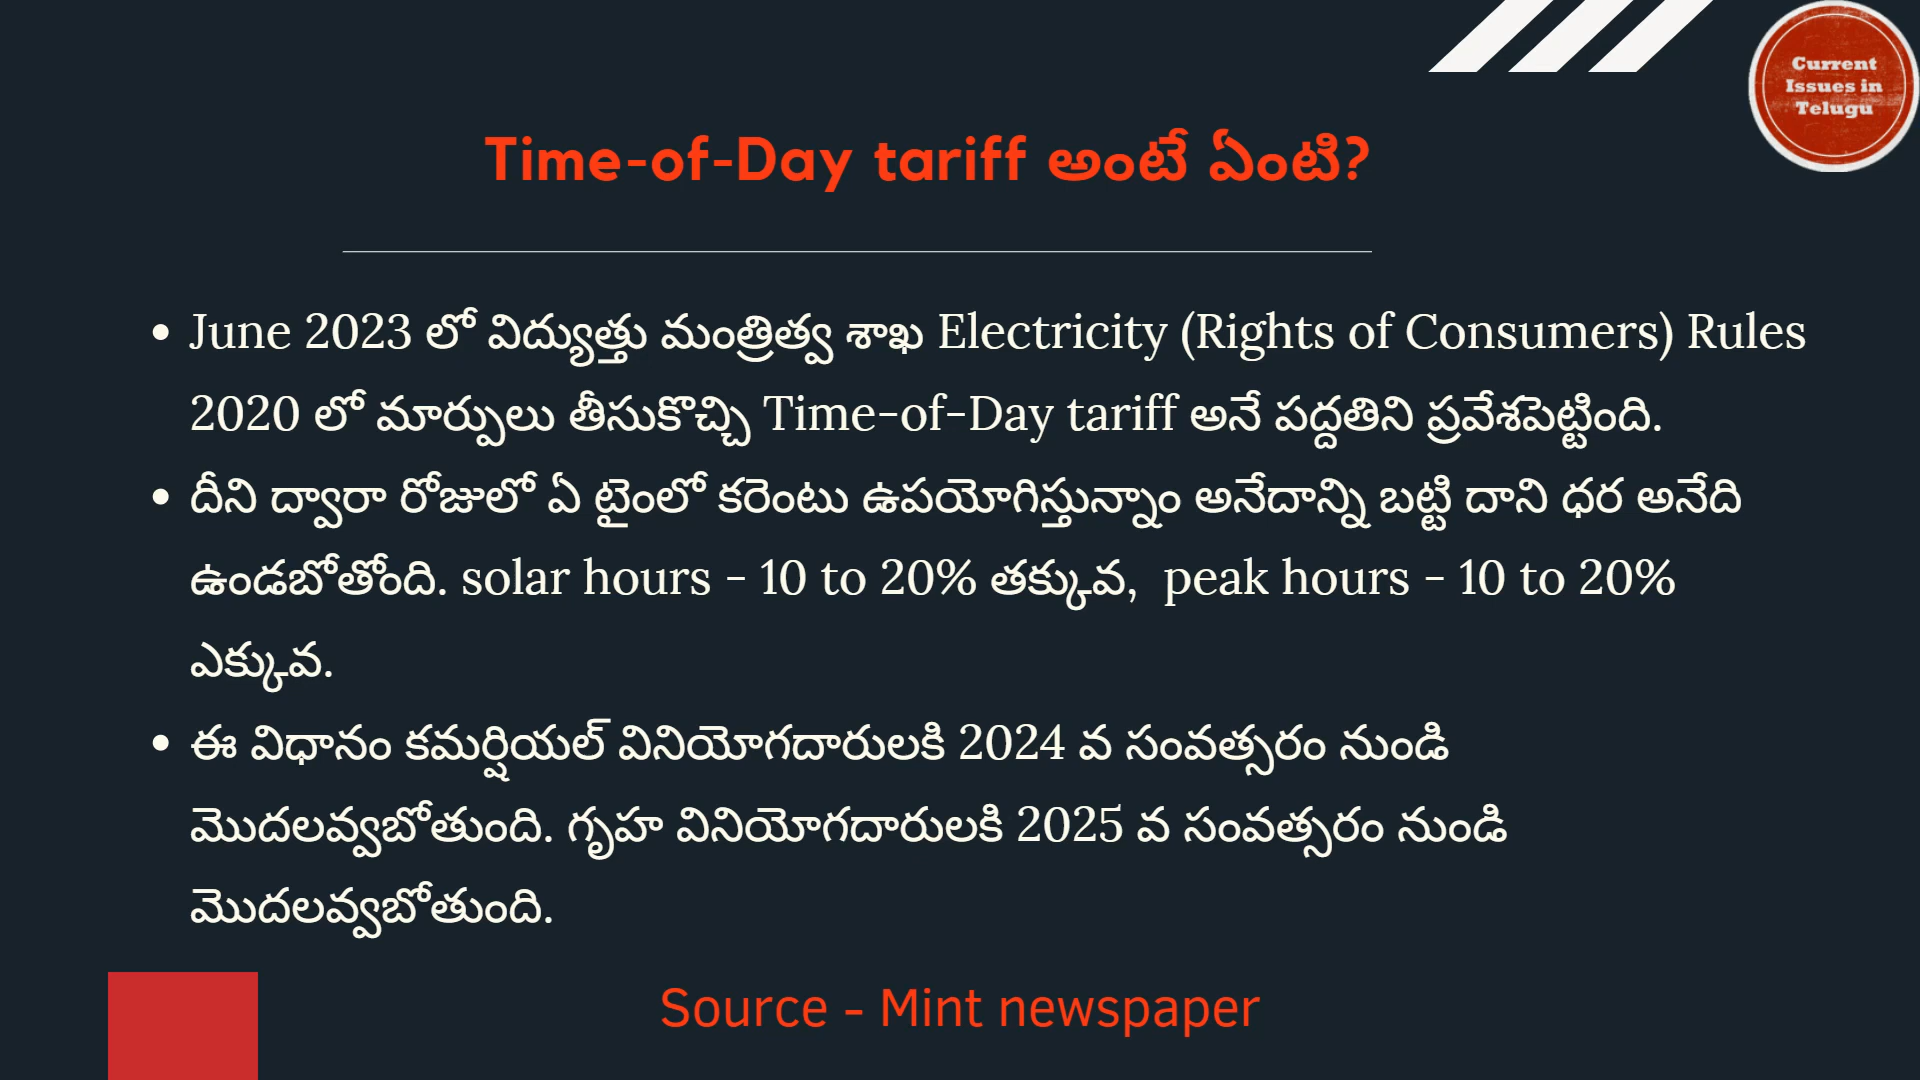 Current
Issues in
Telugu
Time-of-Day tariff అంటే ఏంటి?
• June 2023 లో విద్యుత్తు మంత్రిత్వ శాఖ Electricity (Rights of Consumers) Rules
2020 లో మార్పులు తీసుకొచ్చి Time-of-Day tariff అనే పద్దతిని ప్రవేశపెట్టింది.
• దీని ద్వారా రోజులో ఏ టైంలో కరెంటు ఉపయోగిస్తున్నాం అనేదాన్ని బట్టి దాని ధర అనేది
ఉండబోతోంది. solar hours - 10 to 20% తక్కువ, peak hours - 10 to 20%
ఎక్కువ.
• ఈ విధానం కమర్షియల్ వినియోగదారులకి 2024 వ సంవత్సరం నుండి
మొదలవ్వబోతుంది. గృహ వినియోగదారులకి 2025 వ సంవత్సరం నుండి
మొదలవ్వబోతుంది.
Source - Mint newspaper